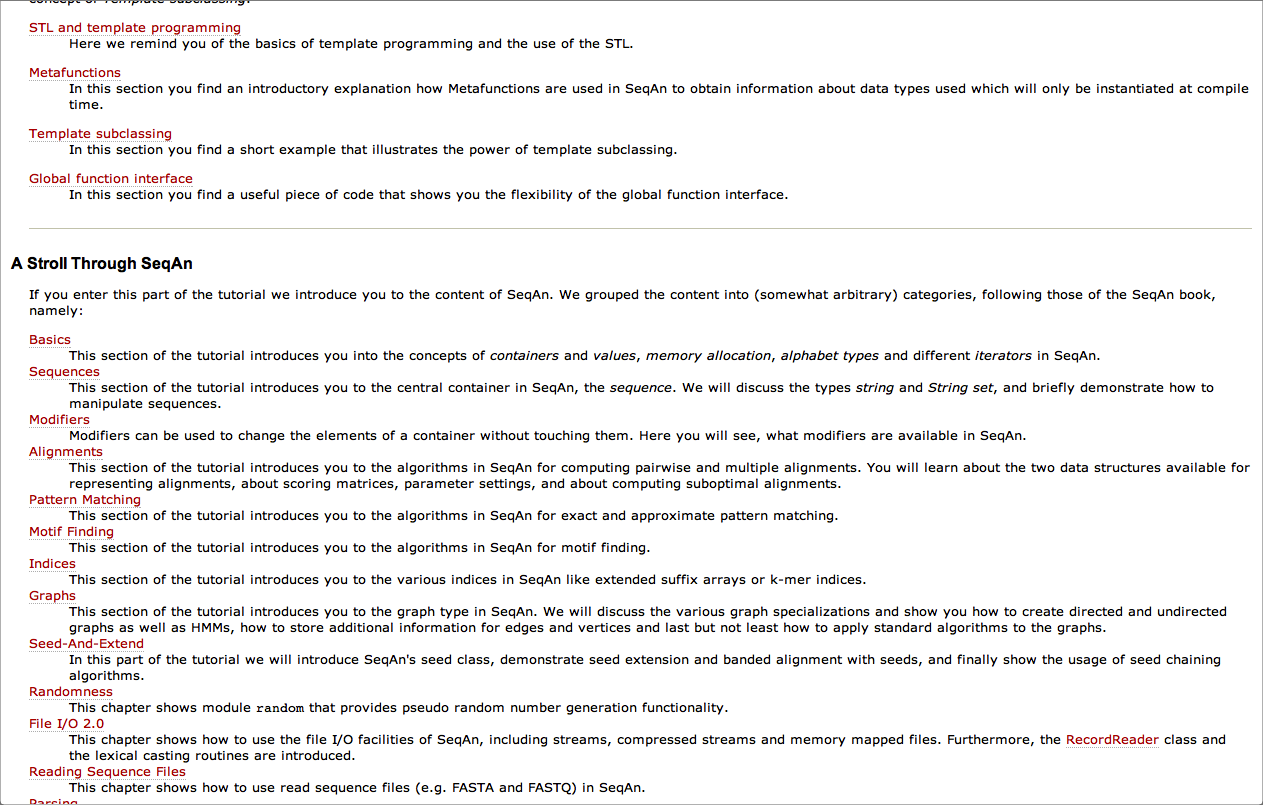 concept of Template Subclassing.
STL and template programming
Here we remind you of the basics of template programming and the use of the STL.
Metafunctions
In this section you find an introductory explanation how Metafunctions are used in SeqAn to obtain information about data types used which will only be instantiated at compile
time.
Template subclassing
In this section you find a short example that illustrates the power of template subclassing.
Global function interface
In this section you find a useful piece of code that shows you the flexibility of the global function interface.
A Stroll Through SeqAn
If you enter this part of the tutorial we introduce you to the content of SeqAn. We grouped the content into (somewhat arbitrary) categories, following those of the SeqAn book,
namely:
Basics
This section of the tutorial introduces you into the concepts of containers and values, memory allocation, alphabet types and different iterators in SeqAn.
Sequences
This section of the tutorial introduces you to the central container in SeqAn, the sequence. We will discuss the types string and String set, and briefly demonstrate how to
manipulate sequences.
Modifiers
Modifiers can be used to change the elements of a container without touching them. Here you will see, what modifiers are available in SeqAn.
Alignments
This section of the tutorial introduces you to the algorithms in SeqAn for computing pairwise and multiple alignments. You will learn about the two data structures available for
representing alignments, about scoring matrices, parameter settings, and about computing suboptimal alignments.
Pattern Matching
This section of the tutorial introduces you to the algorithms in SeqAn for exact and approximate pattern matching.
Motif Finding
This section of the tutorial introduces you to the algorithms in SeqAn for motif finding.
Indices
This section of the tutorial introduces you to the various indices in SeqAn like extended suffix arrays or k-mer indices.
Graphs
This section of the tutorial introduces you to the graph type in SeqAn. We will discuss the various graph specializations and show you how to create directed and undirected
graphs as well as HMMs, how to store additional information for edges and vertices and last but not least how to apply standard algorithms to the graphs.
Seed-And-Extend
In this part of the tutorial we will introduce SeqAn's seed class, demonstrate seed extension and banded alignment with seeds, and finally show the usage of seed chaining
algorithms.
Randomness
This chapter shows module random that provides pseudo random number generation functionality.
File I/O 2.0
This chapter shows how to use the file I/O facilities of SeqAn, including streams, compressed streams and memory mapped files. Furthermore, the RecordReader class and
the lexical casting routines are introduced.
Reading Sequence Files
This chapter shows how to use read sequence files (e.g. FASTA and FASTQ) in SeqAn.
Parsing